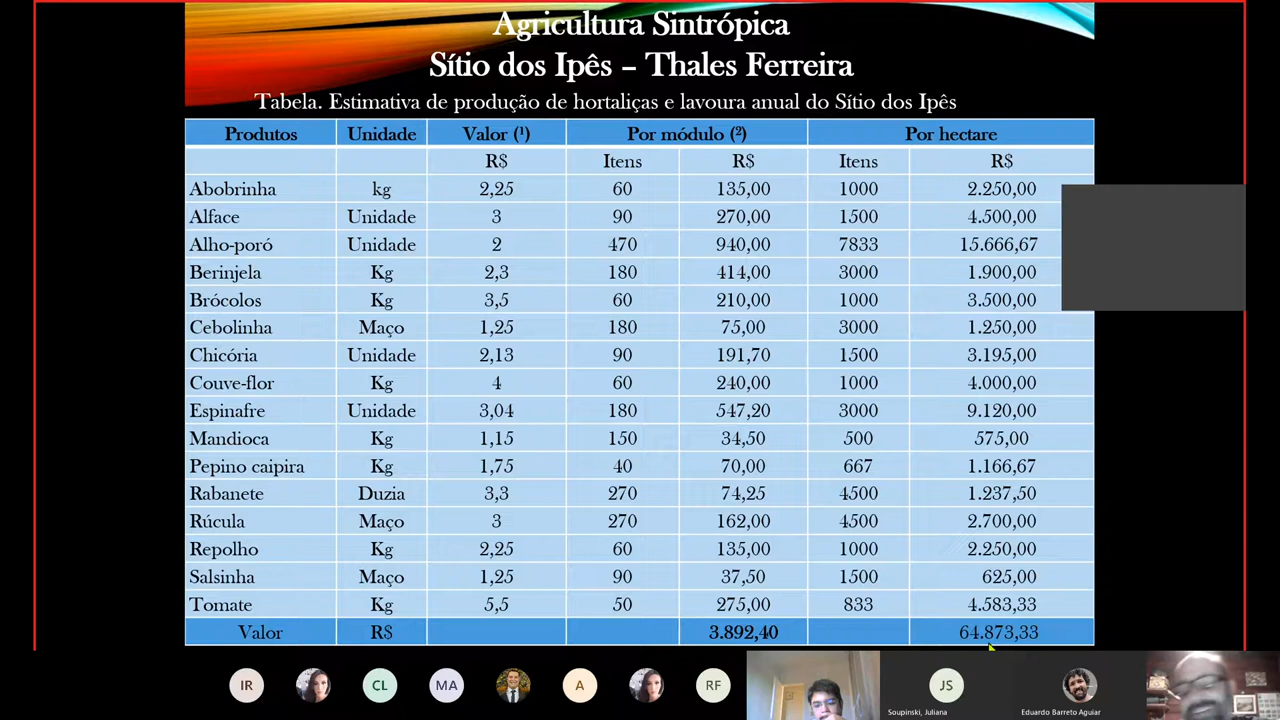 Agricultura Sintrópica
Sítio dos Ipês – Thales Ferreira
Tabela. Estimativa de produção de hortaliças e lavoura anual do Sítio dos Ipês
Produtos Unidade Valor (¹) Por módulo (²) Por hectare
R$ Itens R$ Itens R$
Abobrinha kg 2,25 60 135,00 1000 2.250,00
Alface Unidade 3 90 270,00 1500 4.500,00
Alho-poró Unidade 2 470 940,00 7833 15.666,67
Berinjela Kg 2,3 180 414,00 3000 1.900,00
Brócolos Kg 3,5 60 210,00 1000 3.500,00
Cebolinha Maço 1,25 180 75,00 3000 1.250,00
Chicória Unidade 2,13 90 191,70 1500 3.195,00
Couve-flor Kg 4 60 240,00 1000 4.000,00
Espinafre Unidade 3,04 180 547,20 3000 9.120,00
Mandioca Kg 1,15 150 34,50 500 575,00
Pepino caipira Kg 1,75 40 70,00 667 1.166,67
Rabanete Duzia 3,3 270 74,25 4500 1.237,50
Rúcula Maço 3 270 162,00 4500 2.700,00
Repolho Kg 2,25 60 135,00 1000 2.250,00
Salsinha Maço 1,25 90 37,50 1500 625,00
Tomate Kg 5,5 50 275,00 833 4.583,33
Valor R$ 3.892,40 64.873,33
IR CL MA A RF JS
Soupinski, Juliana Eduardo Barreto Aguiar